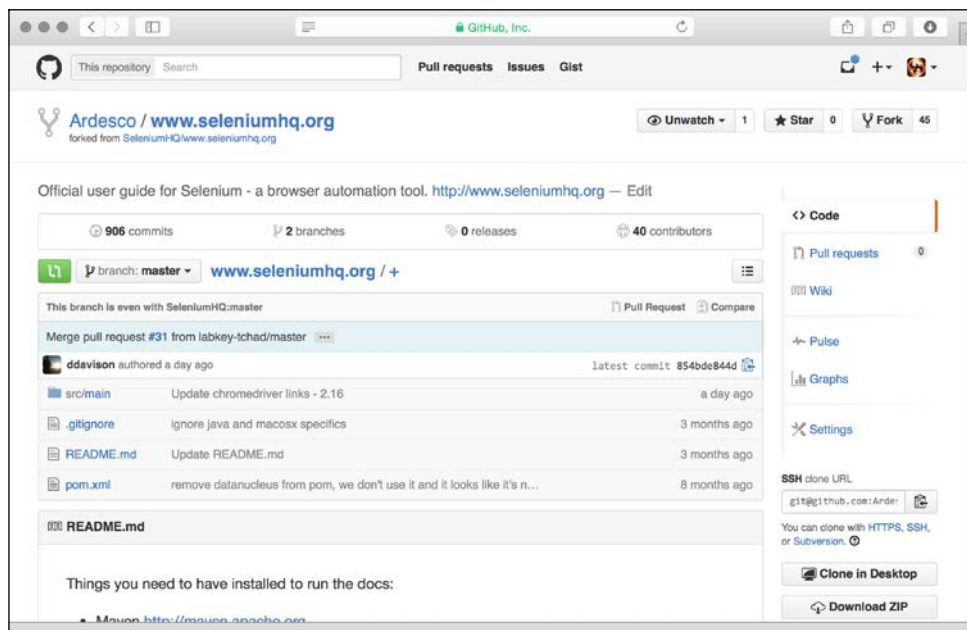 GitHub, Inc.
This repository Search Pull requests Issues Gist
Ardesco / www.seleniumhq.org
forked from SeleniumHQ/www.seleniumhq.org
Unwatch 1 Star 0 Fork 45
Official user guide for Selenium - a browser automation tool. http://www.seleniumhq.org — Edit
906 commits 2 branches 0 releases 40 contributors
branch: master www.seleniumhq.org / +
This branch is even with SeleniumHQ:master Pull Request Compare
Merge pull request #31 from labkey-tchad/master
ddavison authored a day ago latest commit 854bde844d
src/main Update chromedriver links - 2.16 a day ago
.gitignore ignore java and macosx specifics 3 months ago
README.md Update README.md 3 months ago
pom.xml remove datanucleus from pom, we don't use it and it looks like it's n... 8 months ago
README.md
Things you need to have installed to run the docs:
Maven http://maven.apache.org
<> Code
Pull requests 0
Wiki
Pulse
Graphs
Settings
SSH clone URL
git@github.com:Arde
You can clone with HTTPS, SSH,
or Subversion.
Clone in Desktop
Download ZIP